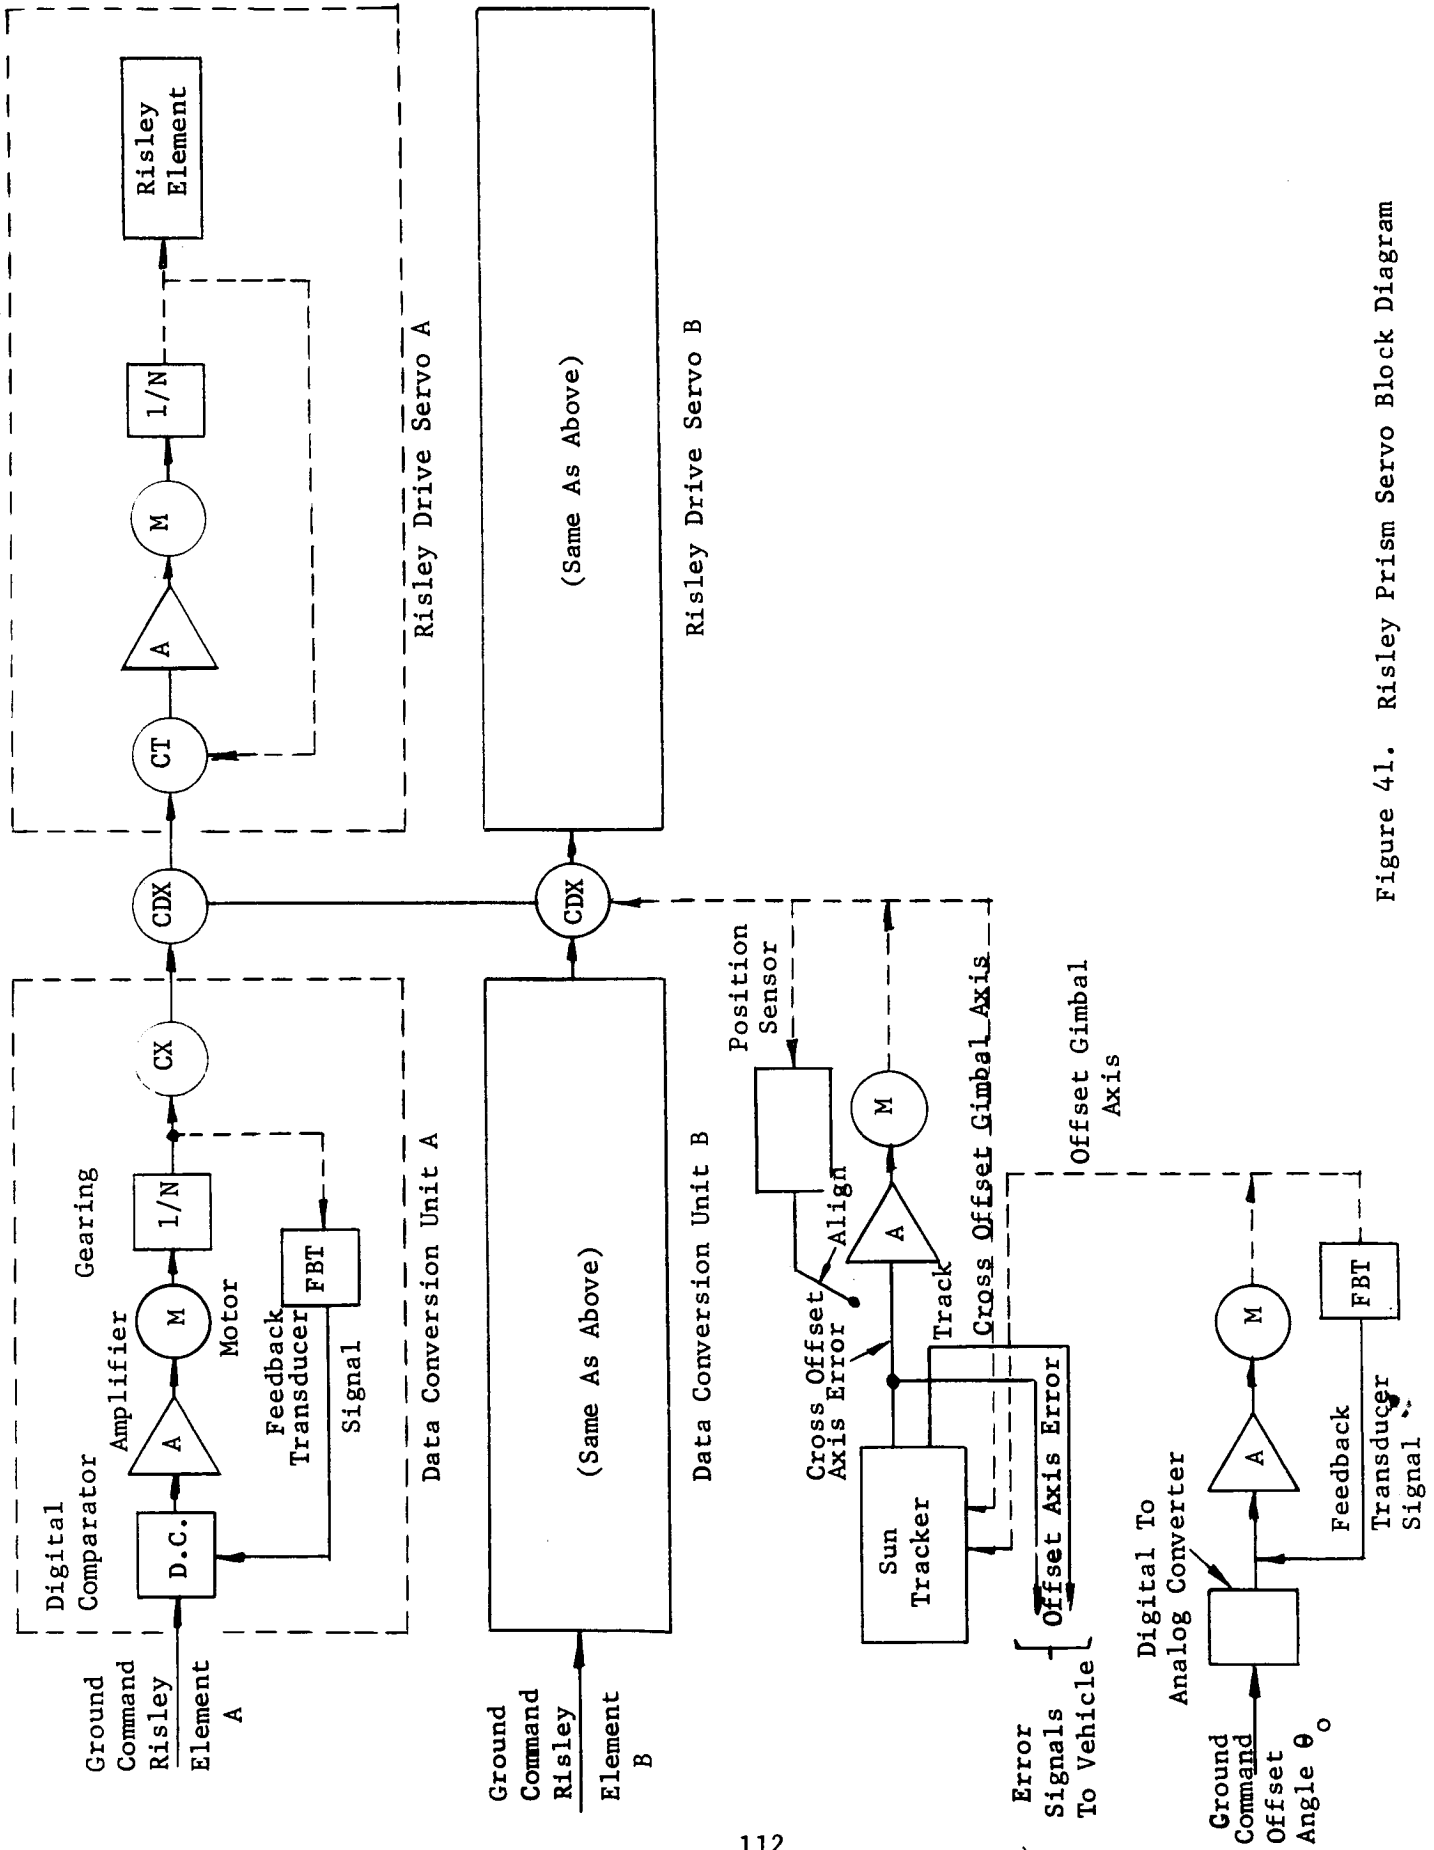 Ground
Command
Risley
Element
A
Digital
Comparator
D.C.
Amplifier
A
M
Motor
Gearing
1/N
Feedback
Transducer
Signal
FBT
CX
Data Conversion Unit A
CDX
CT
A
M
1/N
Risley
Element
Risley Drive Servo A
Ground
Command
Risley
Element
B
(Same As Above)
Data Conversion Unit B
CDX
(Same As Above)
Risley Drive Servo B
Position
Sensor
Align
Cross Offset
Axis Error
Track
A
M
Cross Offset Gimbal Axis
Sun
Tracker
Offset Axis Error
Error
Signals
To Vehicle
Offset Gimbal
Axis
Ground
Command
Offset
Angle θo
Digital To
Analog Converter
A
M
FBT
Feedback
Transducer
Signal
Figure 41. Risley Prism Servo Block Diagram
112